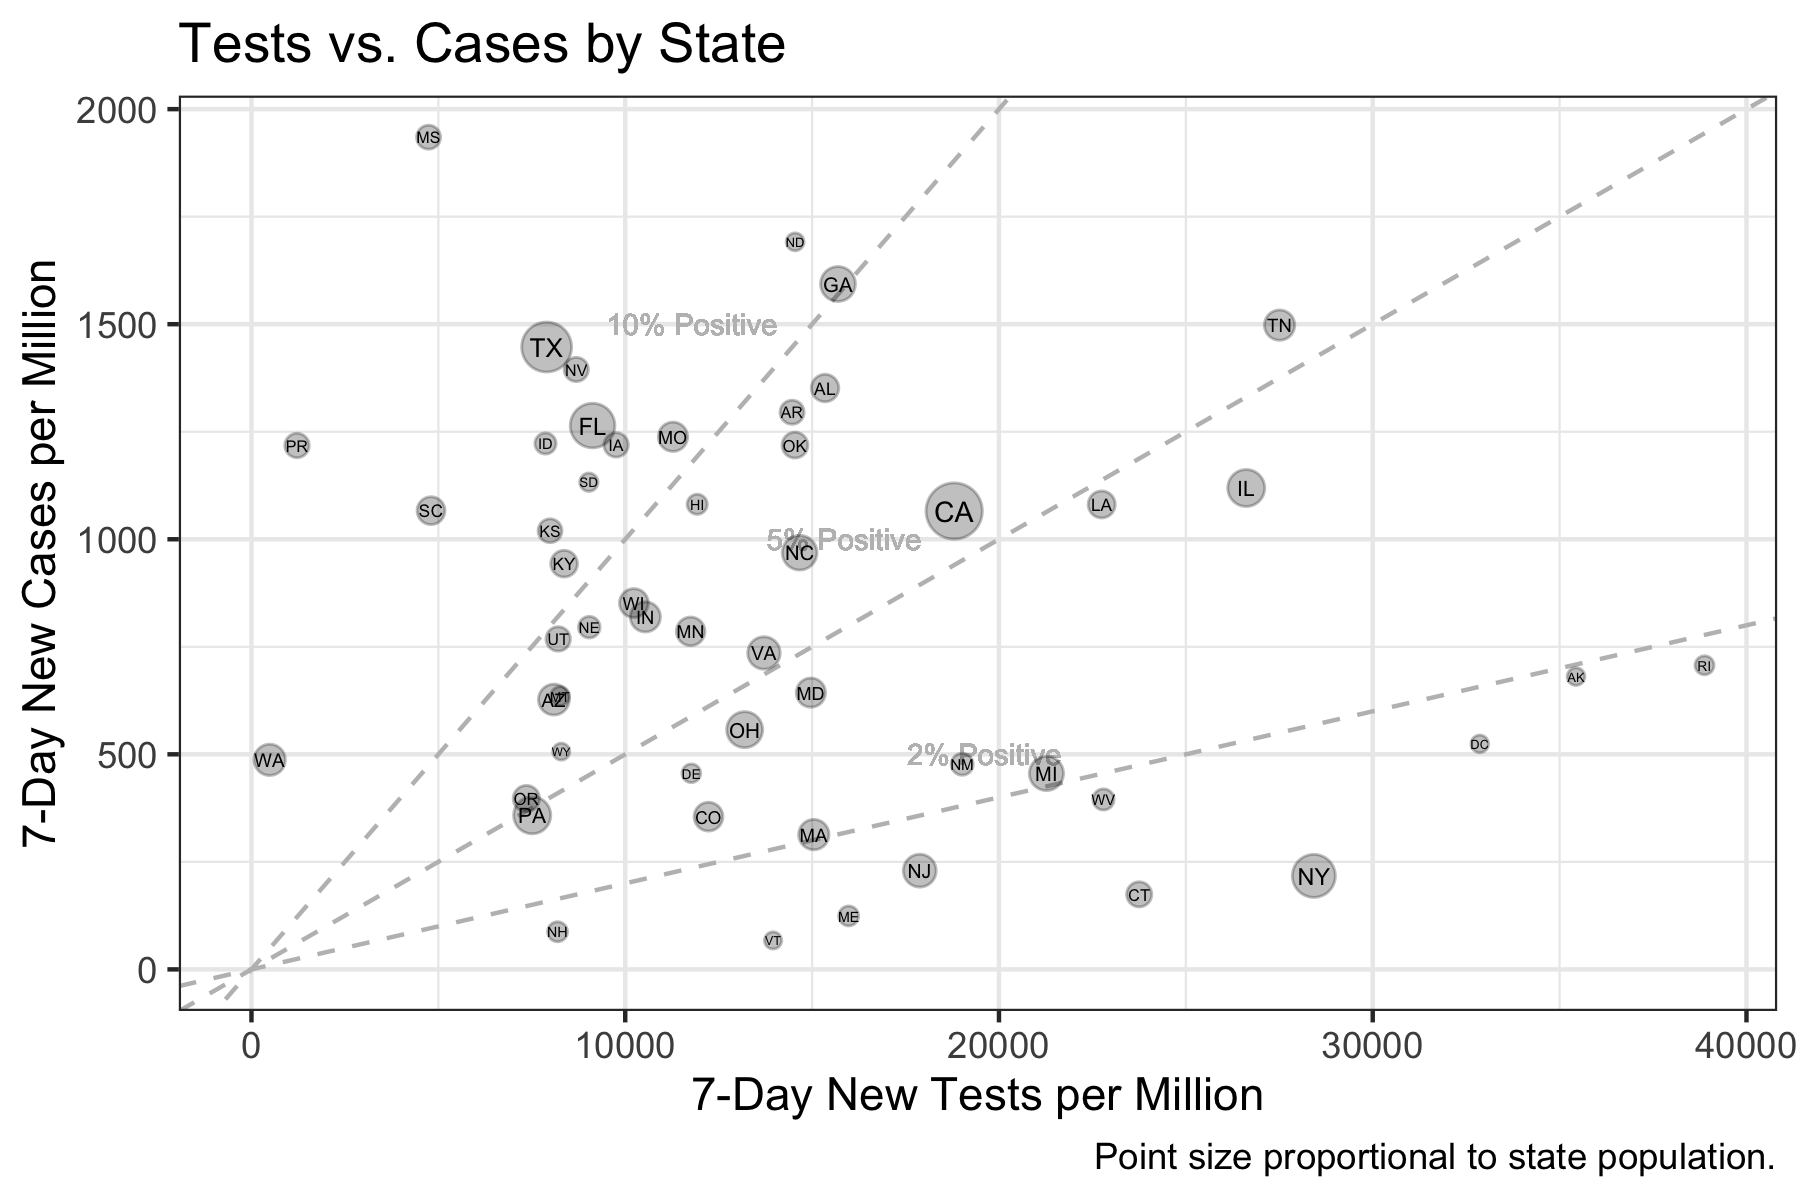 Tests vs. Cases by State
7-Day New Cases per Million
2000
1500
1000
500
0
MS
ND
GA
10% Positive
TN
TX
NV
AL
AR
FL
MO
ID
IA
OK
PR
SD
IL
HI
LA
SC
CA
KS
5% Positive
NC
KY
WI
IN
NE
MN
UT
VA
RI
AK
MD
AZ
MT
OH
DC
WY
2% Positive
WA
NM
DE
MI
OR
WV
PA
CO
MA
NJ
NY
CT
ME
NH
VT
0
10000
20000
30000
40000
7-Day New Tests per Million
Point size proportional to state population.